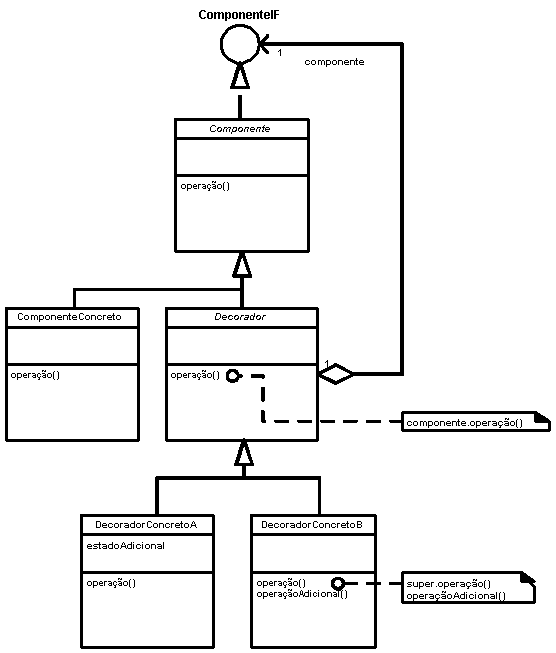 ComponenteIF
1
componente
Componente
operação()
ComponenteConcreto
operação()
Decorador
operação()
1
componente.operação()
DecoradorConcretoA
estadoAdicional
operação()
DecoradorConcretoB
operação()
operaçãoAdicional()
super.operação()
operaçãoAdicional()